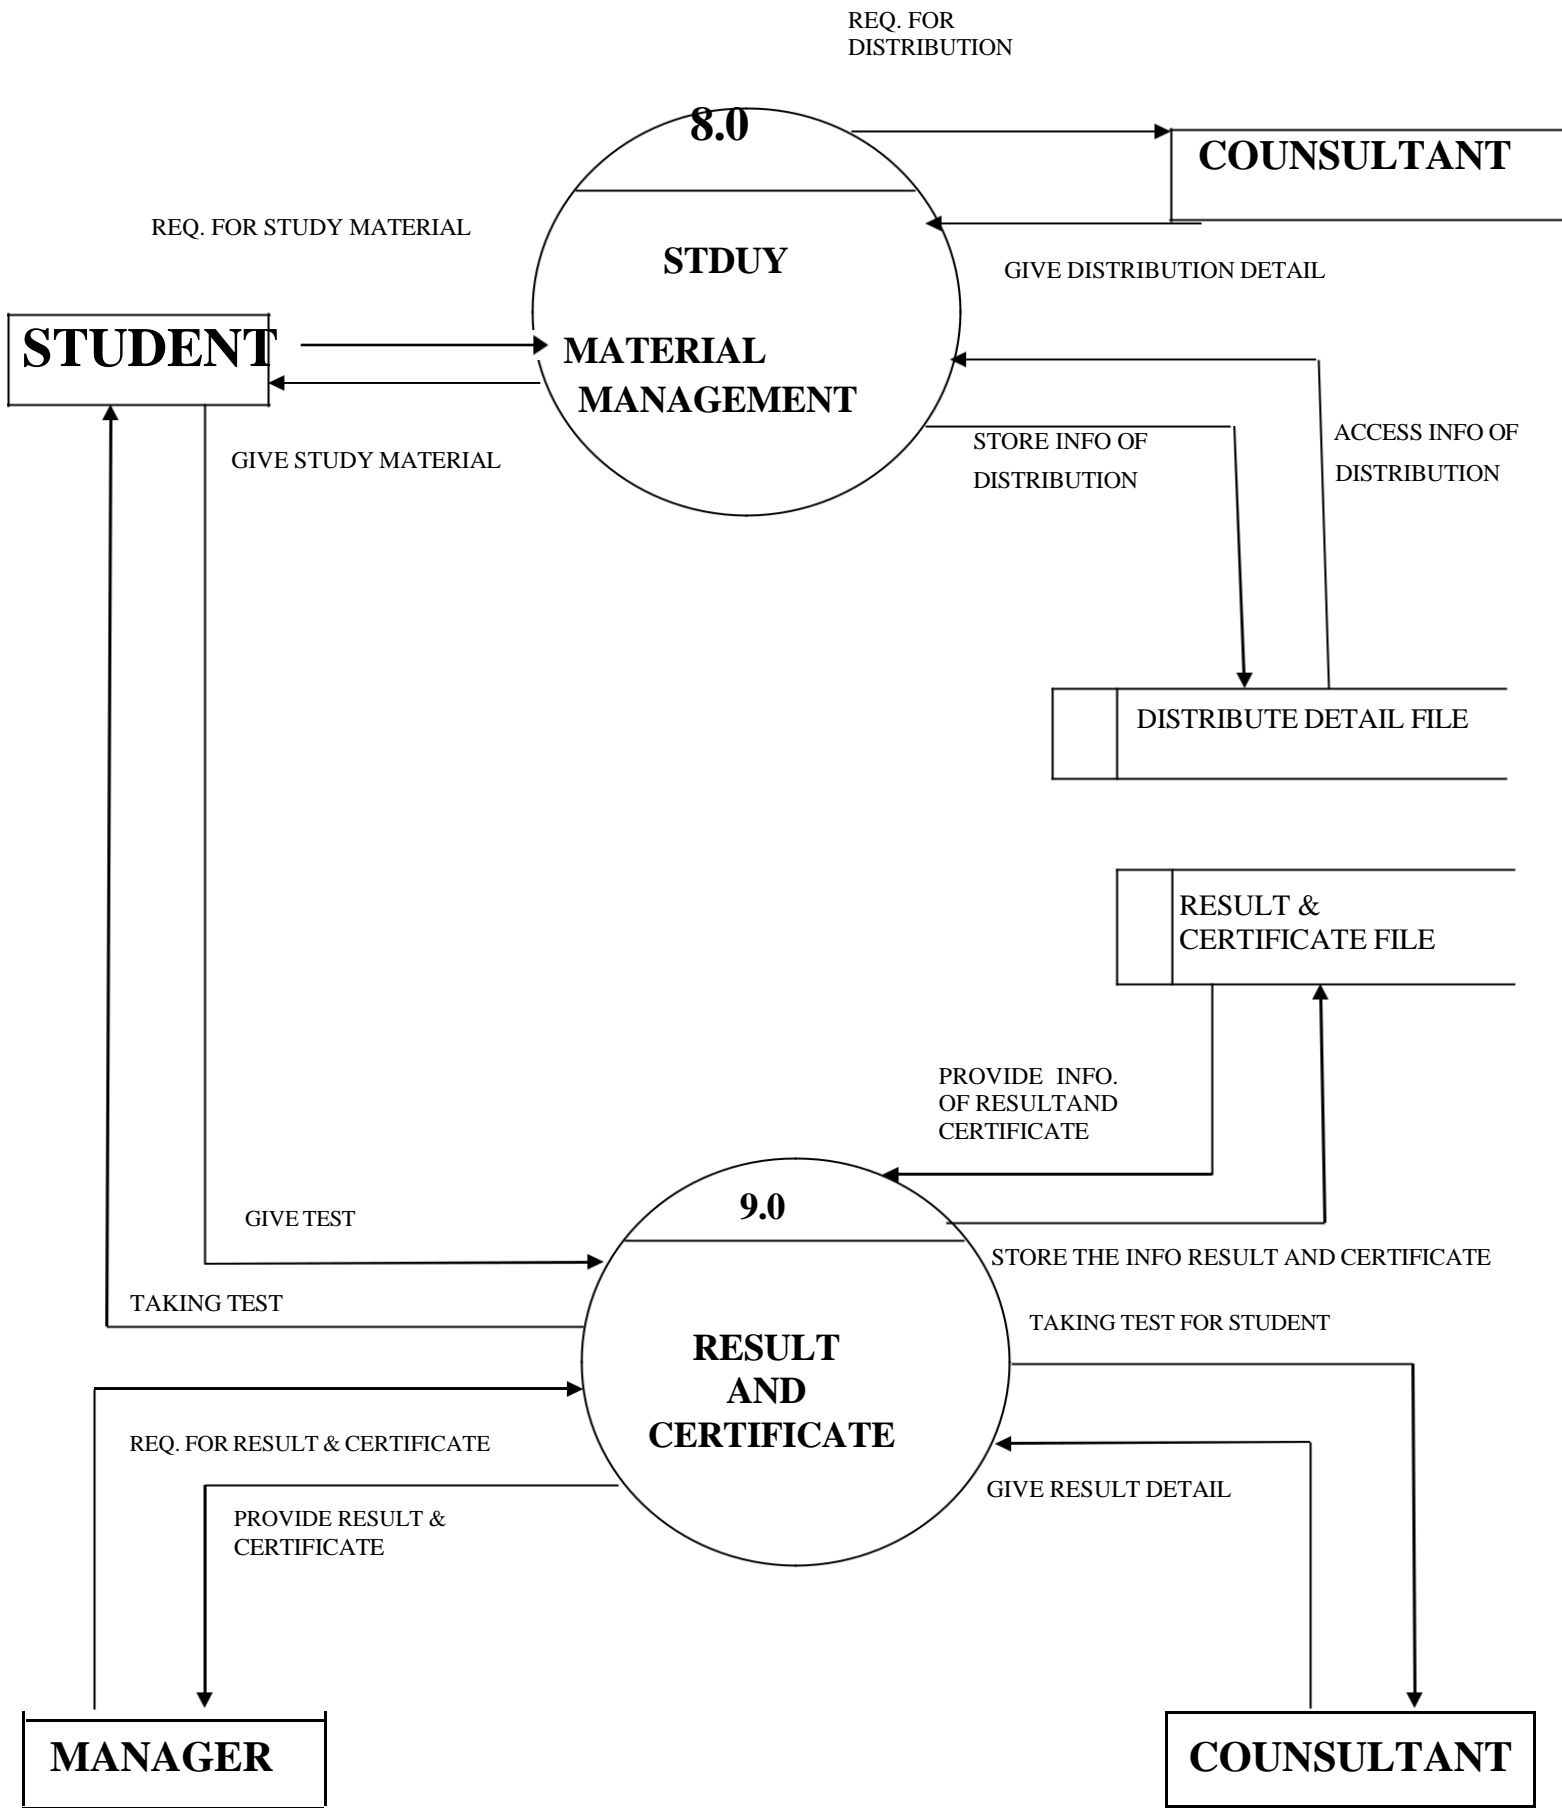 REQ. FOR
DISTRIBUTION
8.0
COUNSULTANT
REQ. FOR STUDY MATERIAL
STDUY
GIVE DISTRIBUTION DETAIL
STUDENT
MATERIAL
MANAGEMENT
GIVE STUDY MATERIAL
STORE INFO OF
DISTRIBUTION
ACCESS INFO OF
DISTRIBUTION
DISTRIBUTE DETAIL FILE
RESULT &
CERTIFICATE FILE
PROVIDE INFO.
OF RESULTAND
CERTIFICATE
9.0
GIVE TEST
STORE THE INFO RESULT AND CERTIFICATE
TAKING TEST
TAKING TEST FOR STUDENT
RESULT
AND
CERTIFICATE
REQ. FOR RESULT & CERTIFICATE
GIVE RESULT DETAIL
PROVIDE RESULT &
CERTIFICATE
MANAGER
COUNSULTANT